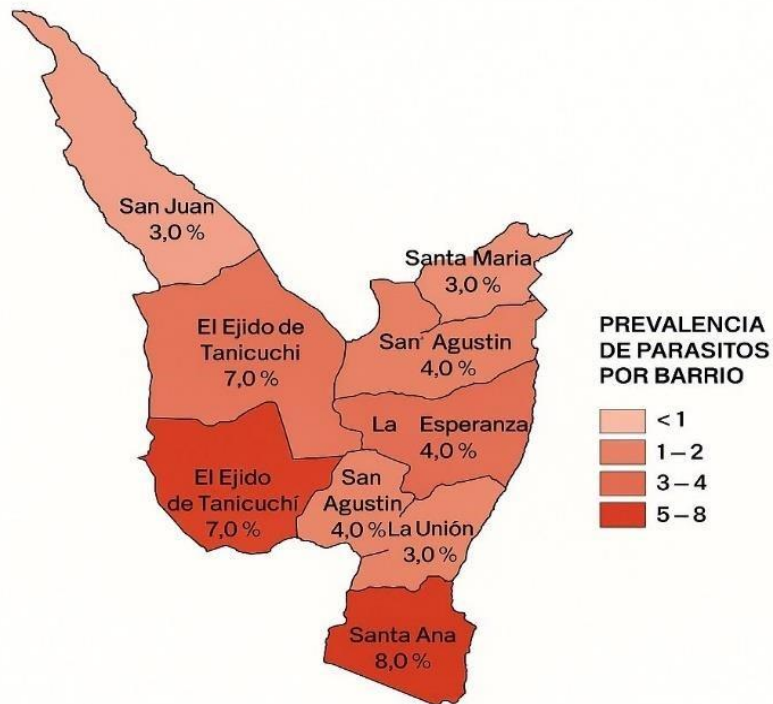 San Juan
3,0 %
Santa Maria
3,0 %
El Ejido de
Tanicuchi
7,0 %
San Agustin
4,0 %
La Esperanza
4,0 %
El Ejido
de Tanicuchí
7,0 %
San
Agustin
4,0 %
La Unión
3,0 %
Santa Ana
8,0 %
PREVALENCIA
DE PARASITOS
POR BARRIO
< 1
1 – 2
3 – 4
5 – 8